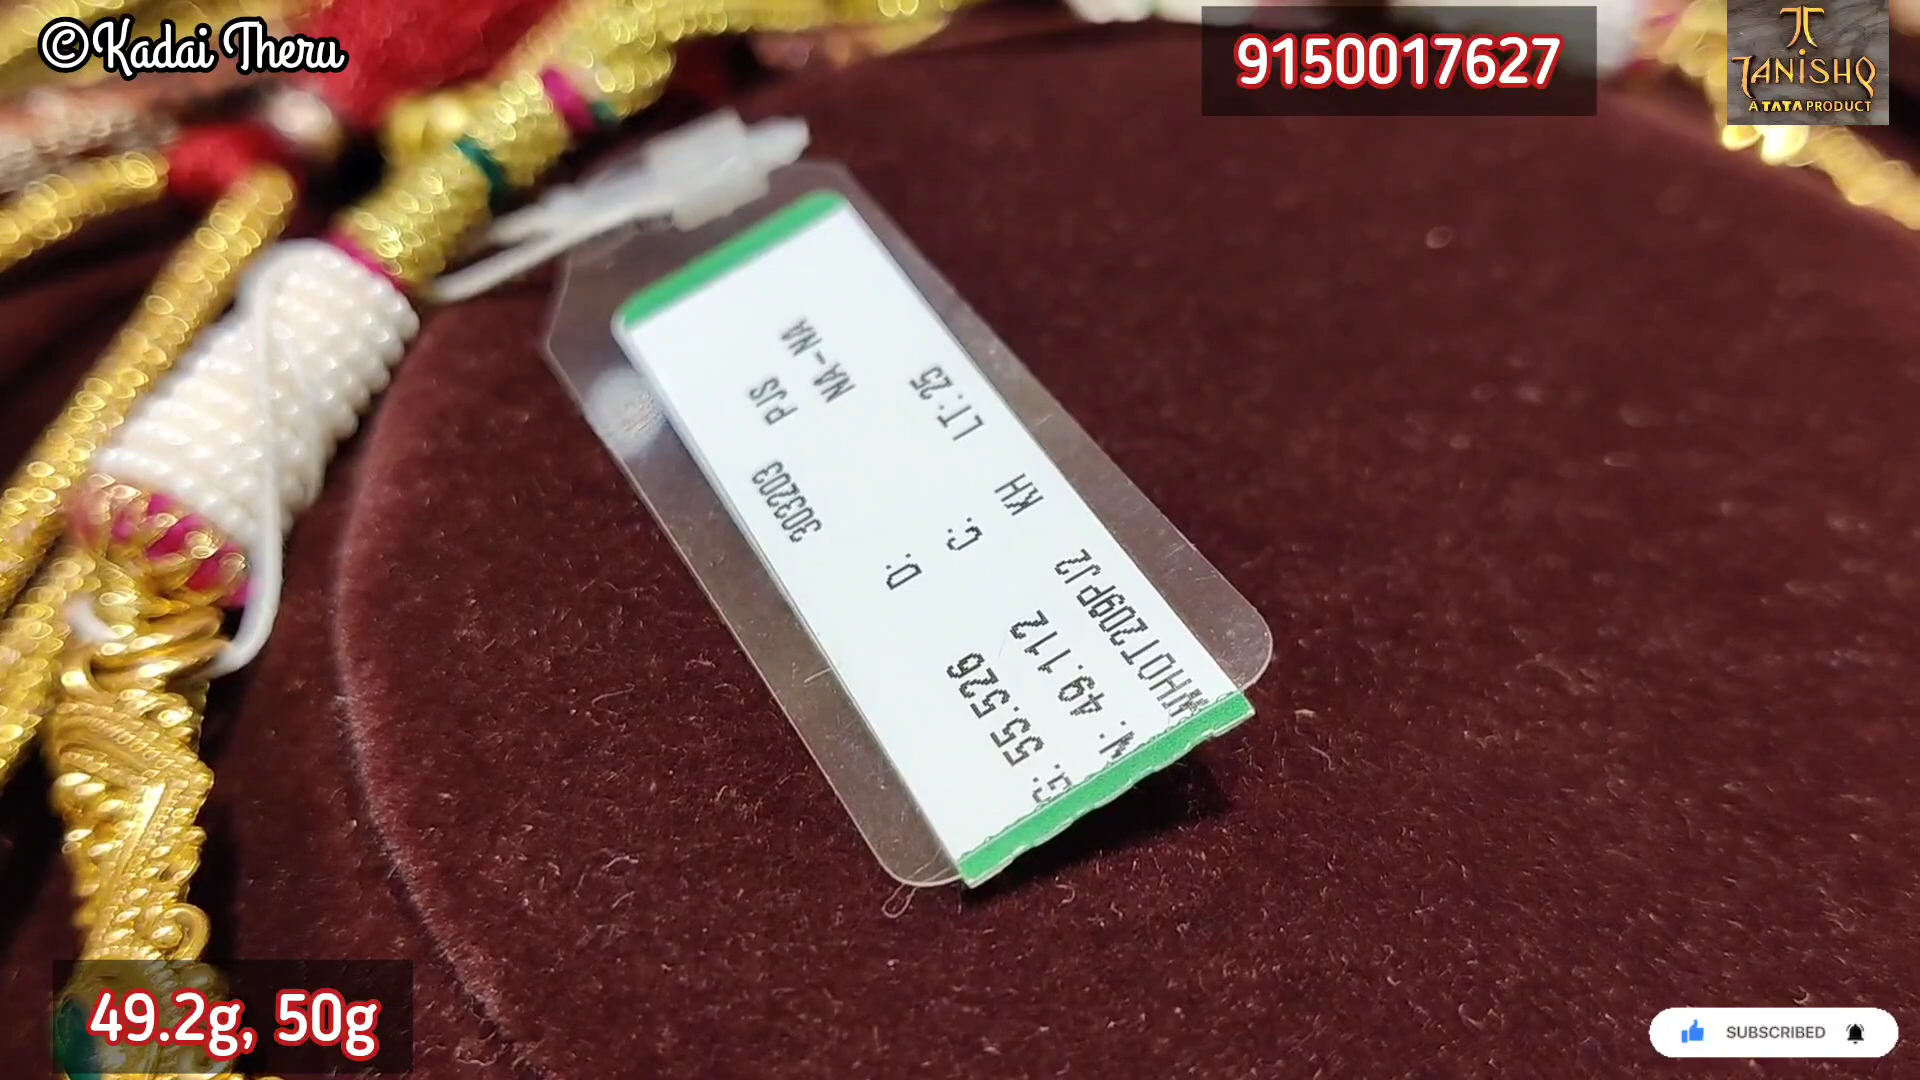 ©Kadai Theru
9150017627
TANISHQ
A TATA PRODUCT
303203 PJS
NA-NA
D:
C: LT:25
G: 55.526
N. 49.112 KH
HOT209PJ2
49.2g, 50g
SUBSCRIBED